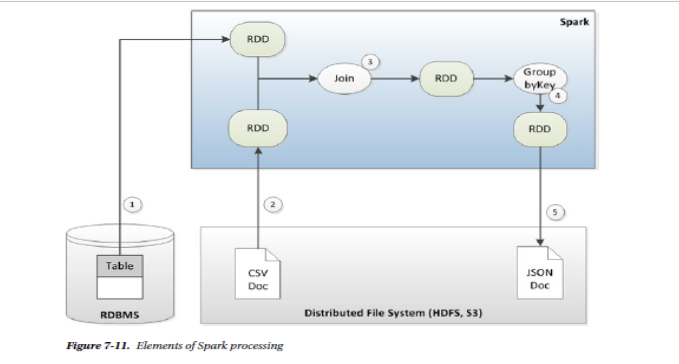 Spark
RDD
3
Join
RDD
Group
byKey
4
RDD
RDD
1
2
5
Table
CSV
Doc
JSON
Doc
RDBMS
Distributed File System (HDFS, S3)
Figure 7-11. Elements of Spark processing